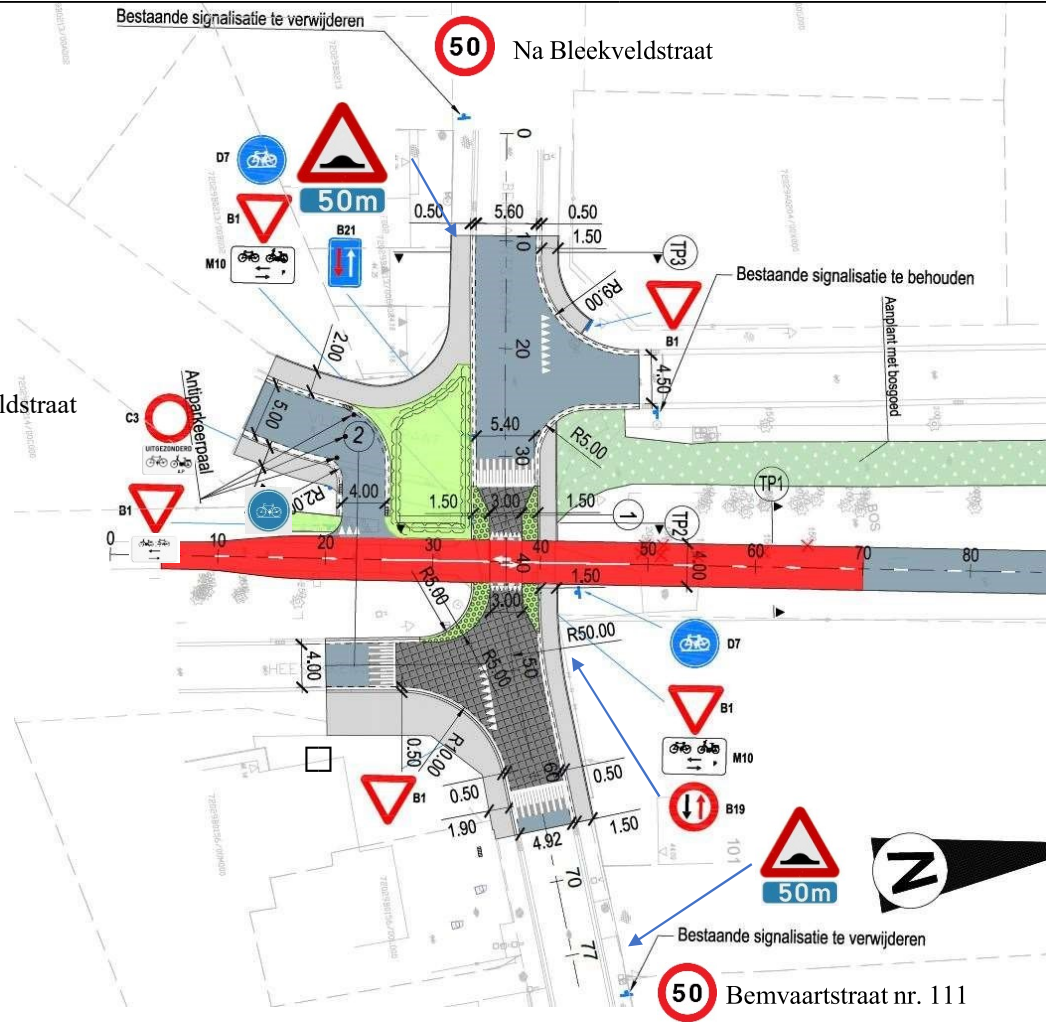 Bestaande signalisatie te verwijderen
50
Na Bleekveldstraat
D7
50m
B1
B21
M10
0
0.50
5.60
0.50
1.50
10
TP3
R9.00
Bestaande signalisatie te behouden
B1
Aanplant met bosgoed
20
2.00
4.50
ldstraat
5.00
C3
Antiparkeerpaal
UITGEZONDERD
2
5.40
R5.00
30
4.00
1.50
3.00
1.50
1
TP1
TP2
BOS
B1
0
10
20
30
40
50
60
70
80
40
4.00
1.50
R5.00
3.00
R50.00
D7
4.00
R5.00
50
B1
M10
0.50
R10.00
B1
60
0.50
0.50
B19
1.90
4.92
1.50
101
50m
N
70
77
Bestaande signalisatie te verwijderen
50
Bemvaartstraat nr. 111